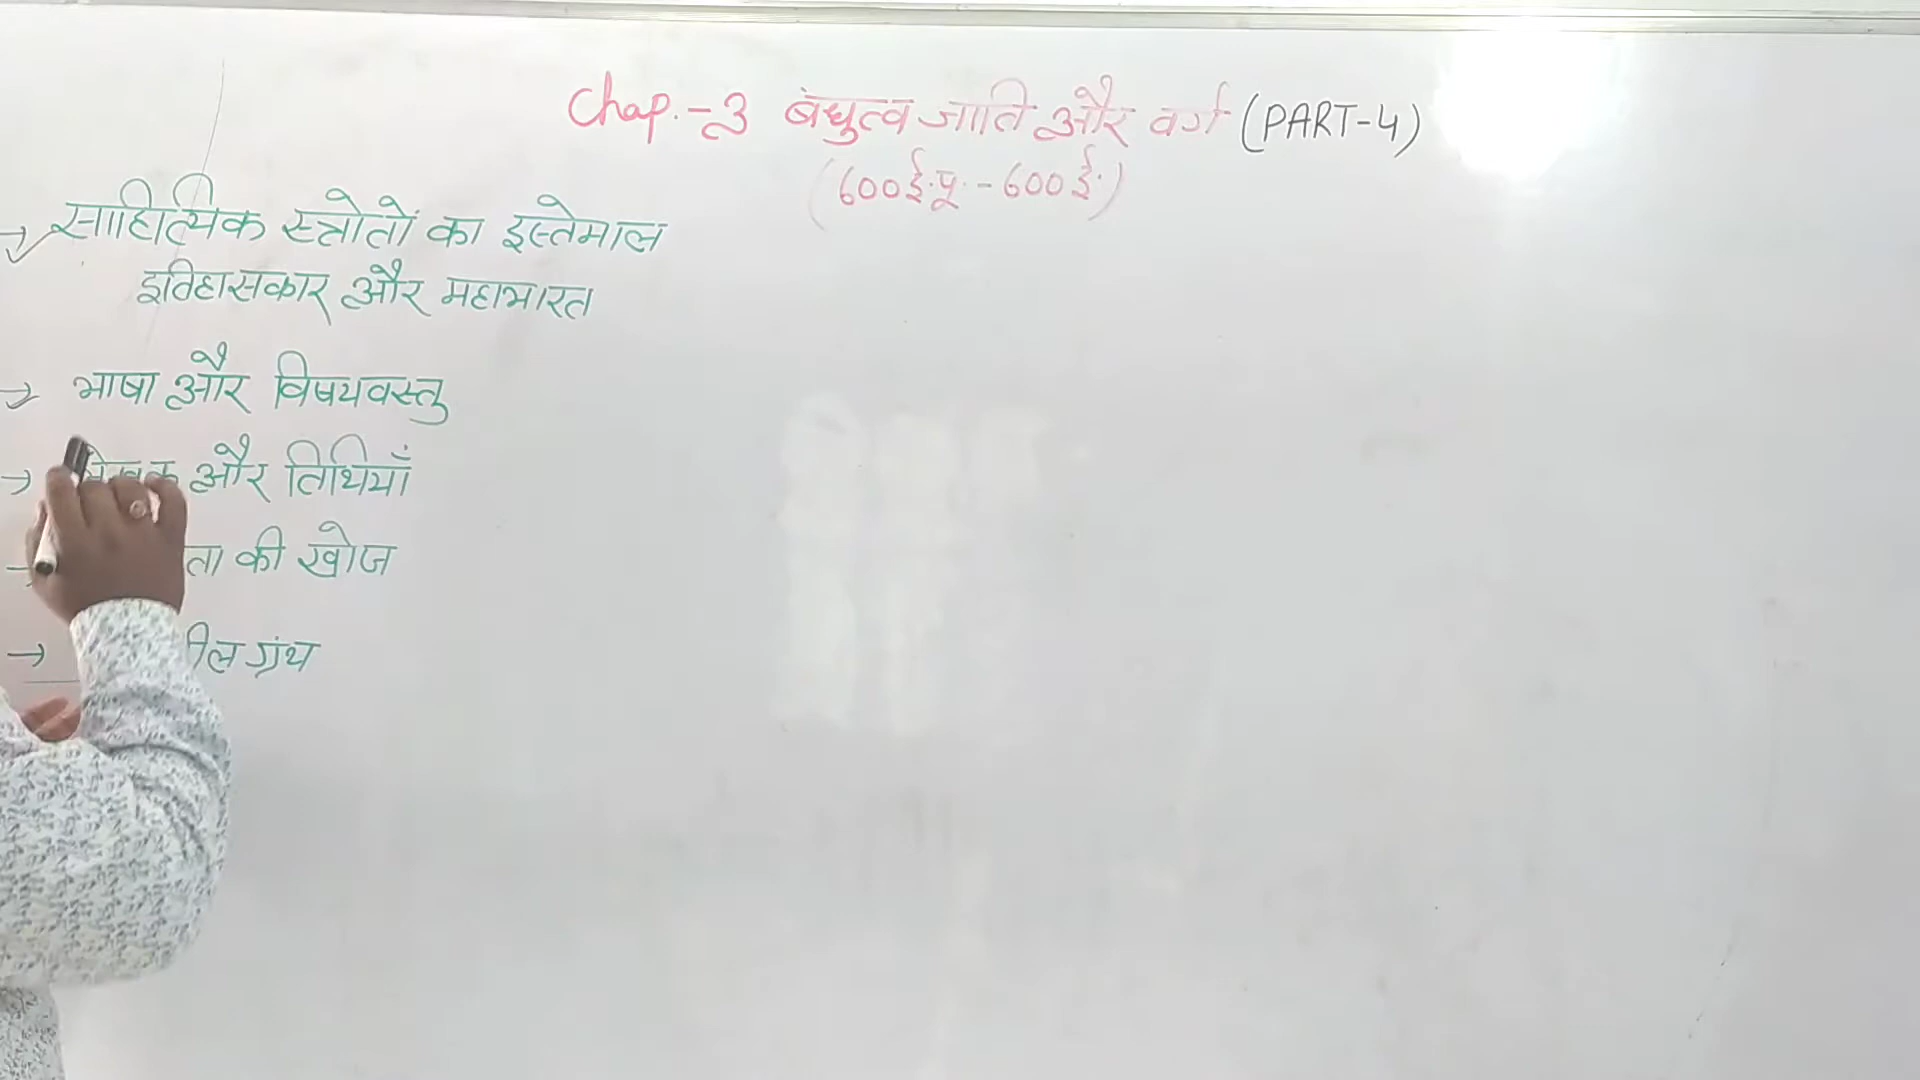 Chap.-3 बंधुत्व जाति और वर्ग (PART-4)
(600ई.पू. - 600ई.)
→ साहित्यिक स्त्रोतों का इस्तेमाल
इतिहासकार और महाभारत
→ भाषा और विषयवस्तु
→ और तिथियाँ
→ की खोज
→ ग्रंथ